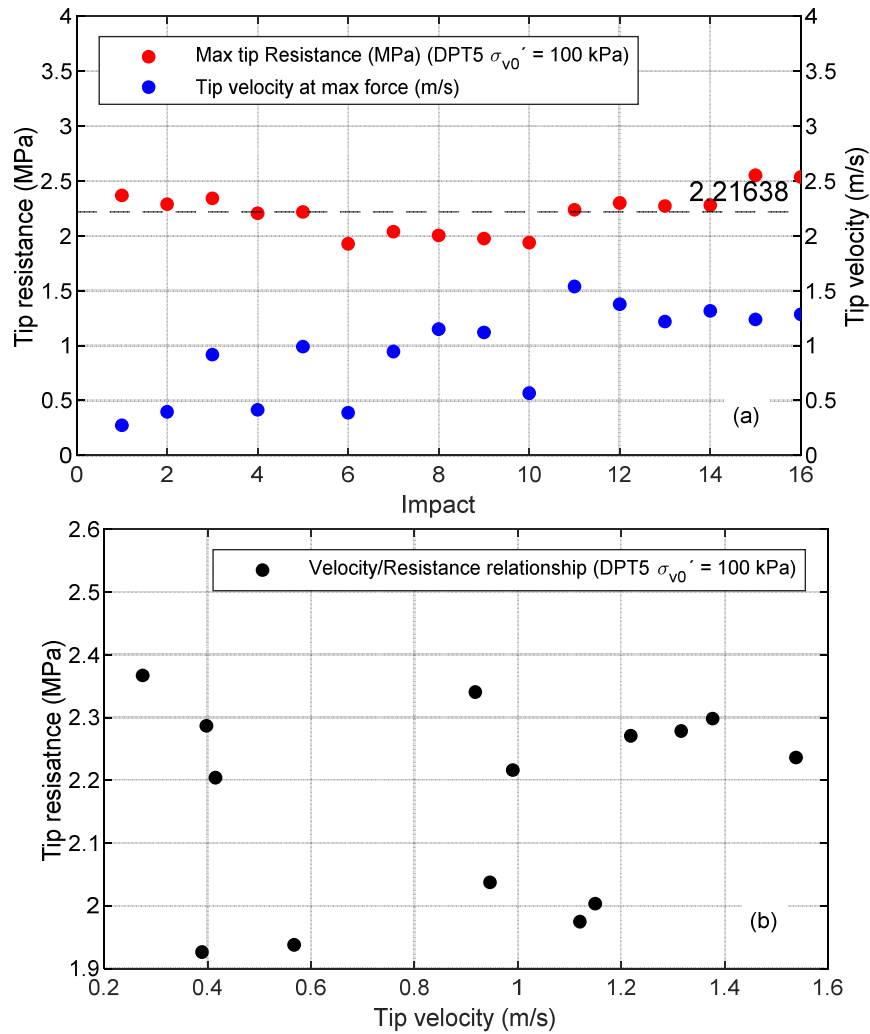 4
3.5
3
2.5
2
1.5
1
0.5
0
Tip resistance (MPa)
Max tip Resistance (MPa) (DPT5 σv0´ = 100 kPa)
Tip velocity at max force (m/s)
2.21638
(a)
4
3.5
3
2.5
2
1.5
1
0.5
0
Tip velocity (m/s)
0 2 4 6 8 10 12 14 16
Impact
2.6
2.5
2.4
2.3
2.2
2.1
2
1.9
Tip resisatnce (MPa)
Velocity/Resistance relationship (DPT5 σv0´ = 100 kPa)
(b)
0.2 0.4 0.6 0.8 1 1.2 1.4 1.6
Tip velocity (m/s)